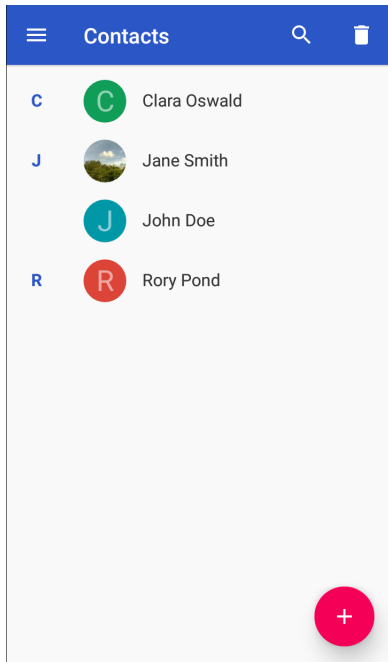 Contacts
C C Clara Oswald
J Jane Smith
J John Doe
R R Rory Pond